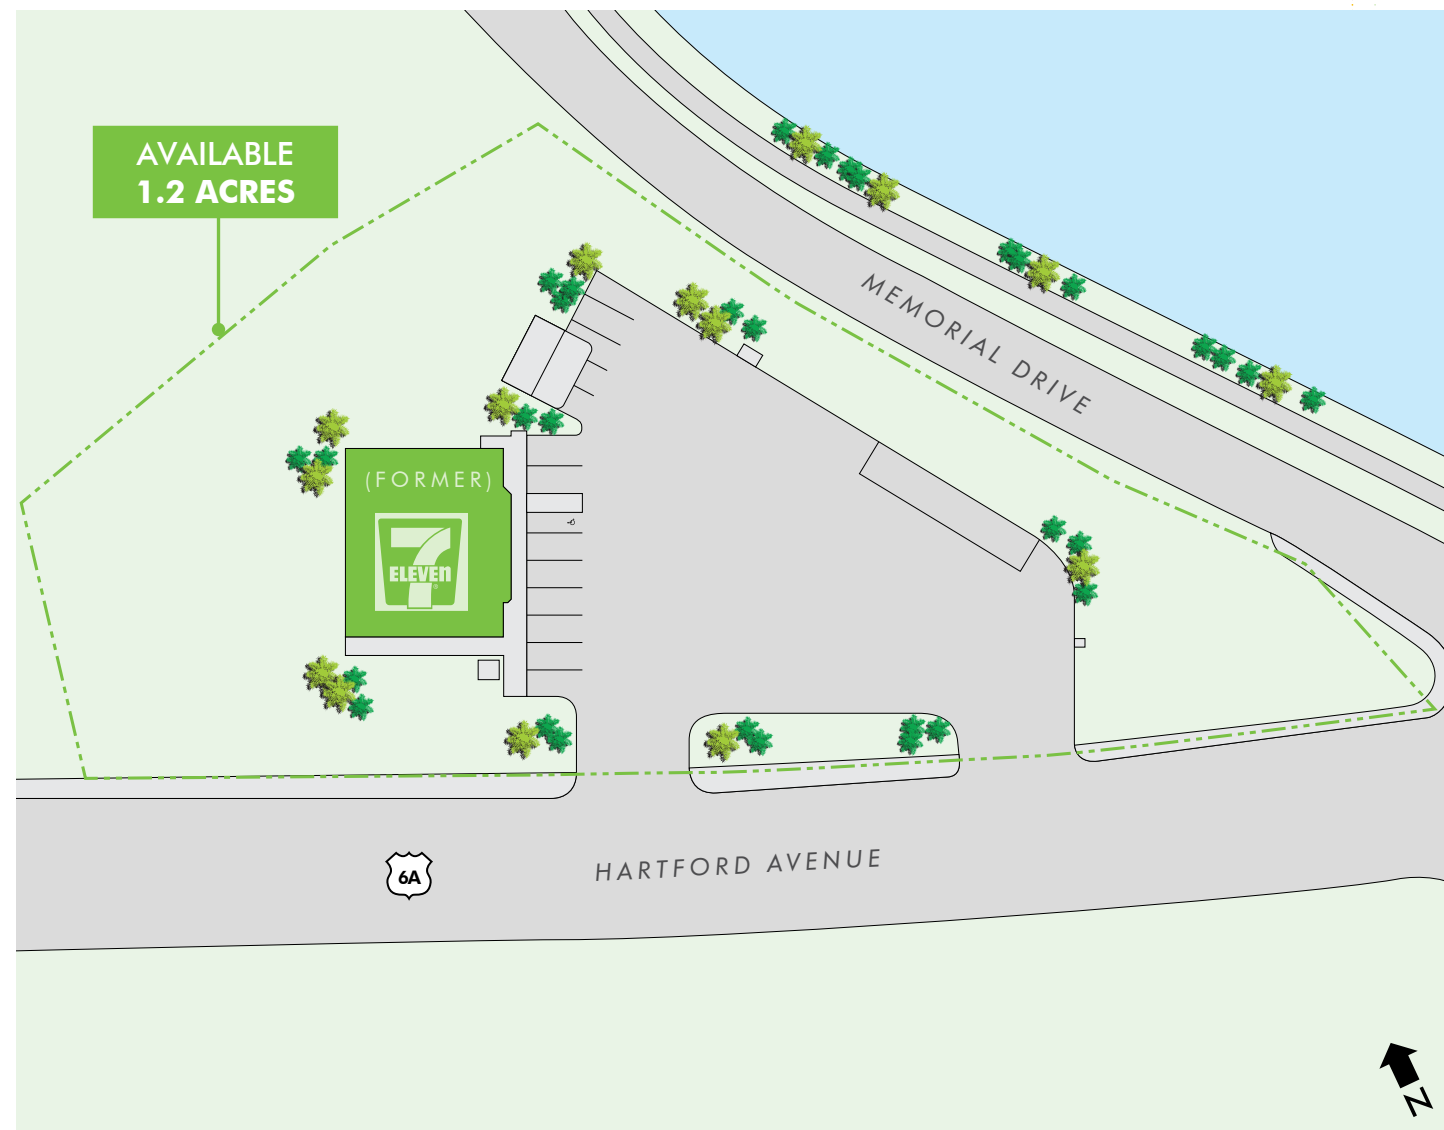 AVAILABLE
1.2 ACRES
MEMORIAL DRIVE
(FORMER)
7
ELEVEn
®
HARTFORD AVENUE
6A
N